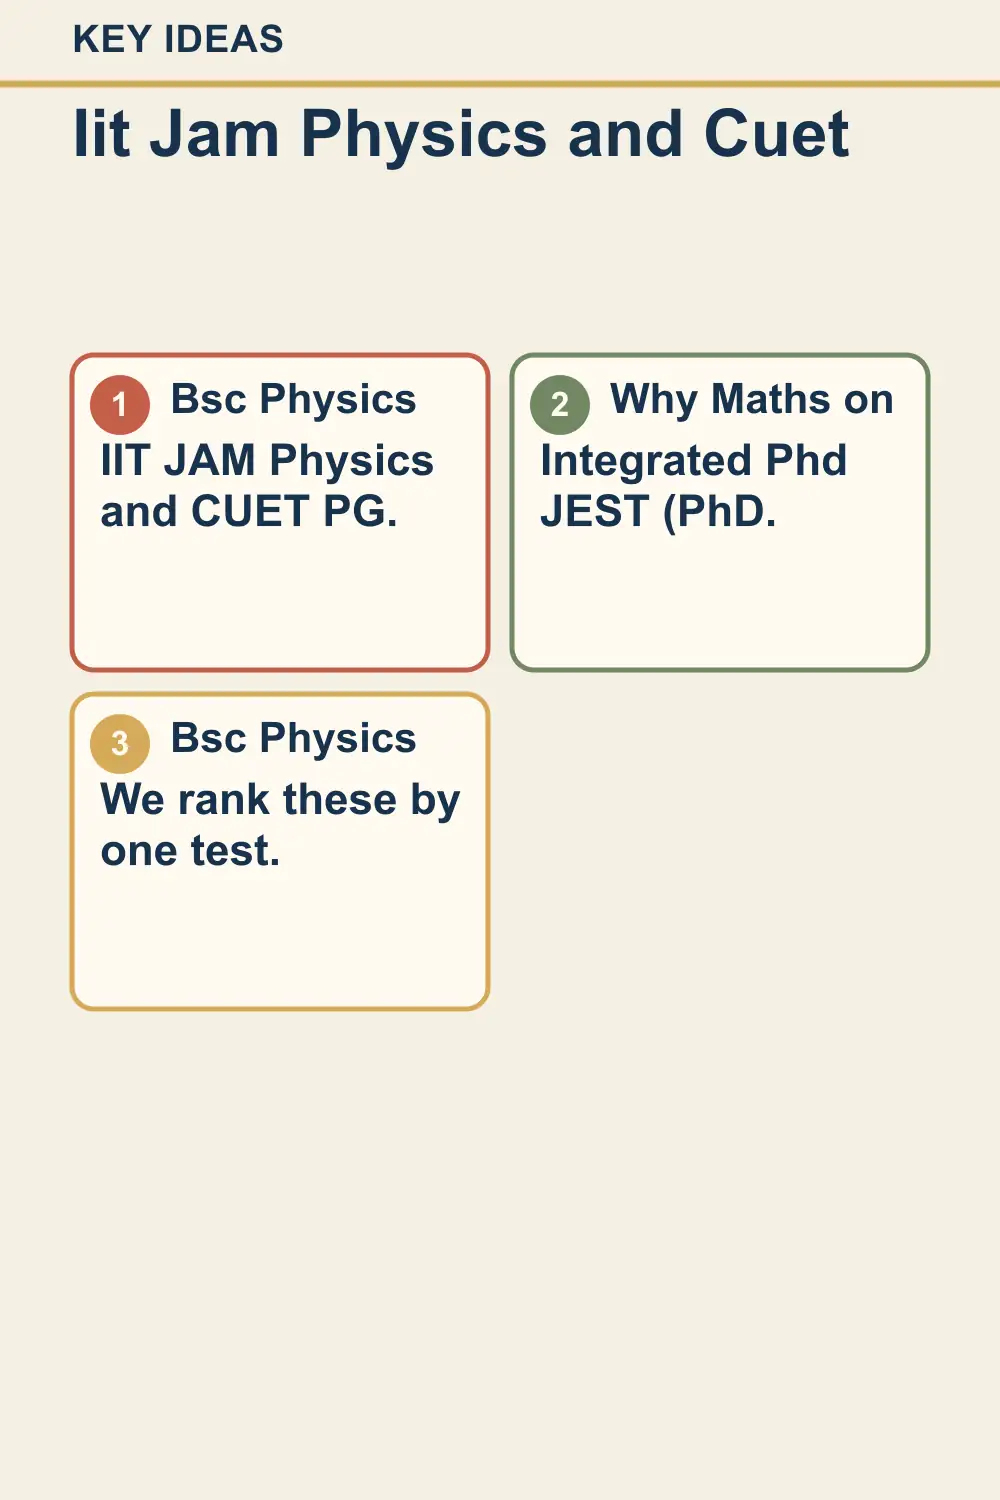 KEY IDEAS
Iit Jam Physics and Cuet
1 Bsc Physics
IIT JAM Physics
and CUET PG.
2 Why Maths on
Integrated Phd
JEST (PhD.
3 Bsc Physics
We rank these by
one test.